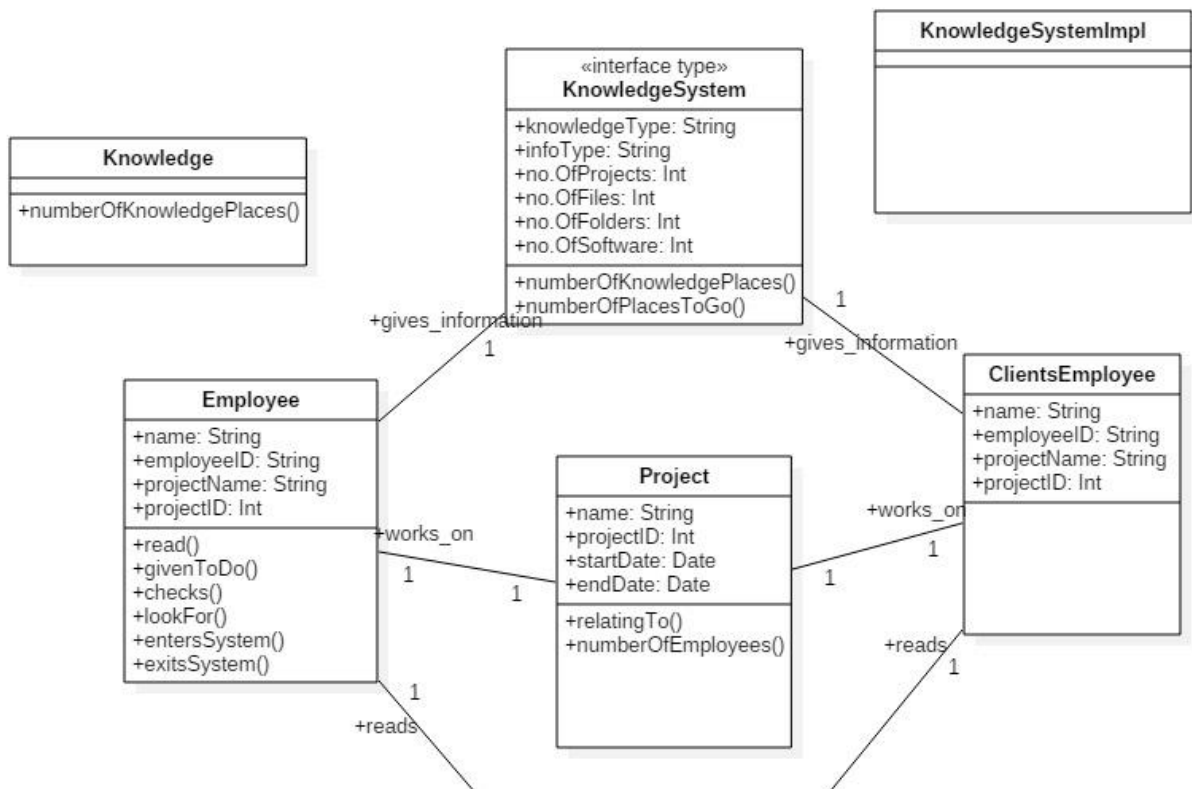 KnowledgeSystemImpl
«interface type»
KnowledgeSystem
+knowledgeType: String
+infoType: String
+no.OfProjects: Int
+no.OfFiles: Int
+no.OfFolders: Int
+no.OfSoftware: Int
+numberOfKnowledgePlaces()
+numberOfPlacesToGo()
Knowledge
+numberOfKnowledgePlaces()
+gives_information
1
1
+gives_information
Employee
+name: String
+employeeID: String
+projectName: String
+projectID: Int
+read()
+givenToDo()
+checks()
+lookFor()
+entersSystem()
+exitsSystem()
ClientsEmployee
+name: String
+employeeID: String
+projectName: String
+projectID: Int
Project
+name: String
+projectID: Int
startDate: Date
+endDate: Date
+relatingTo()
+numberOfEmployees()
+works_on
1
1
+works_on
1
1
1
+reads
+reads
1